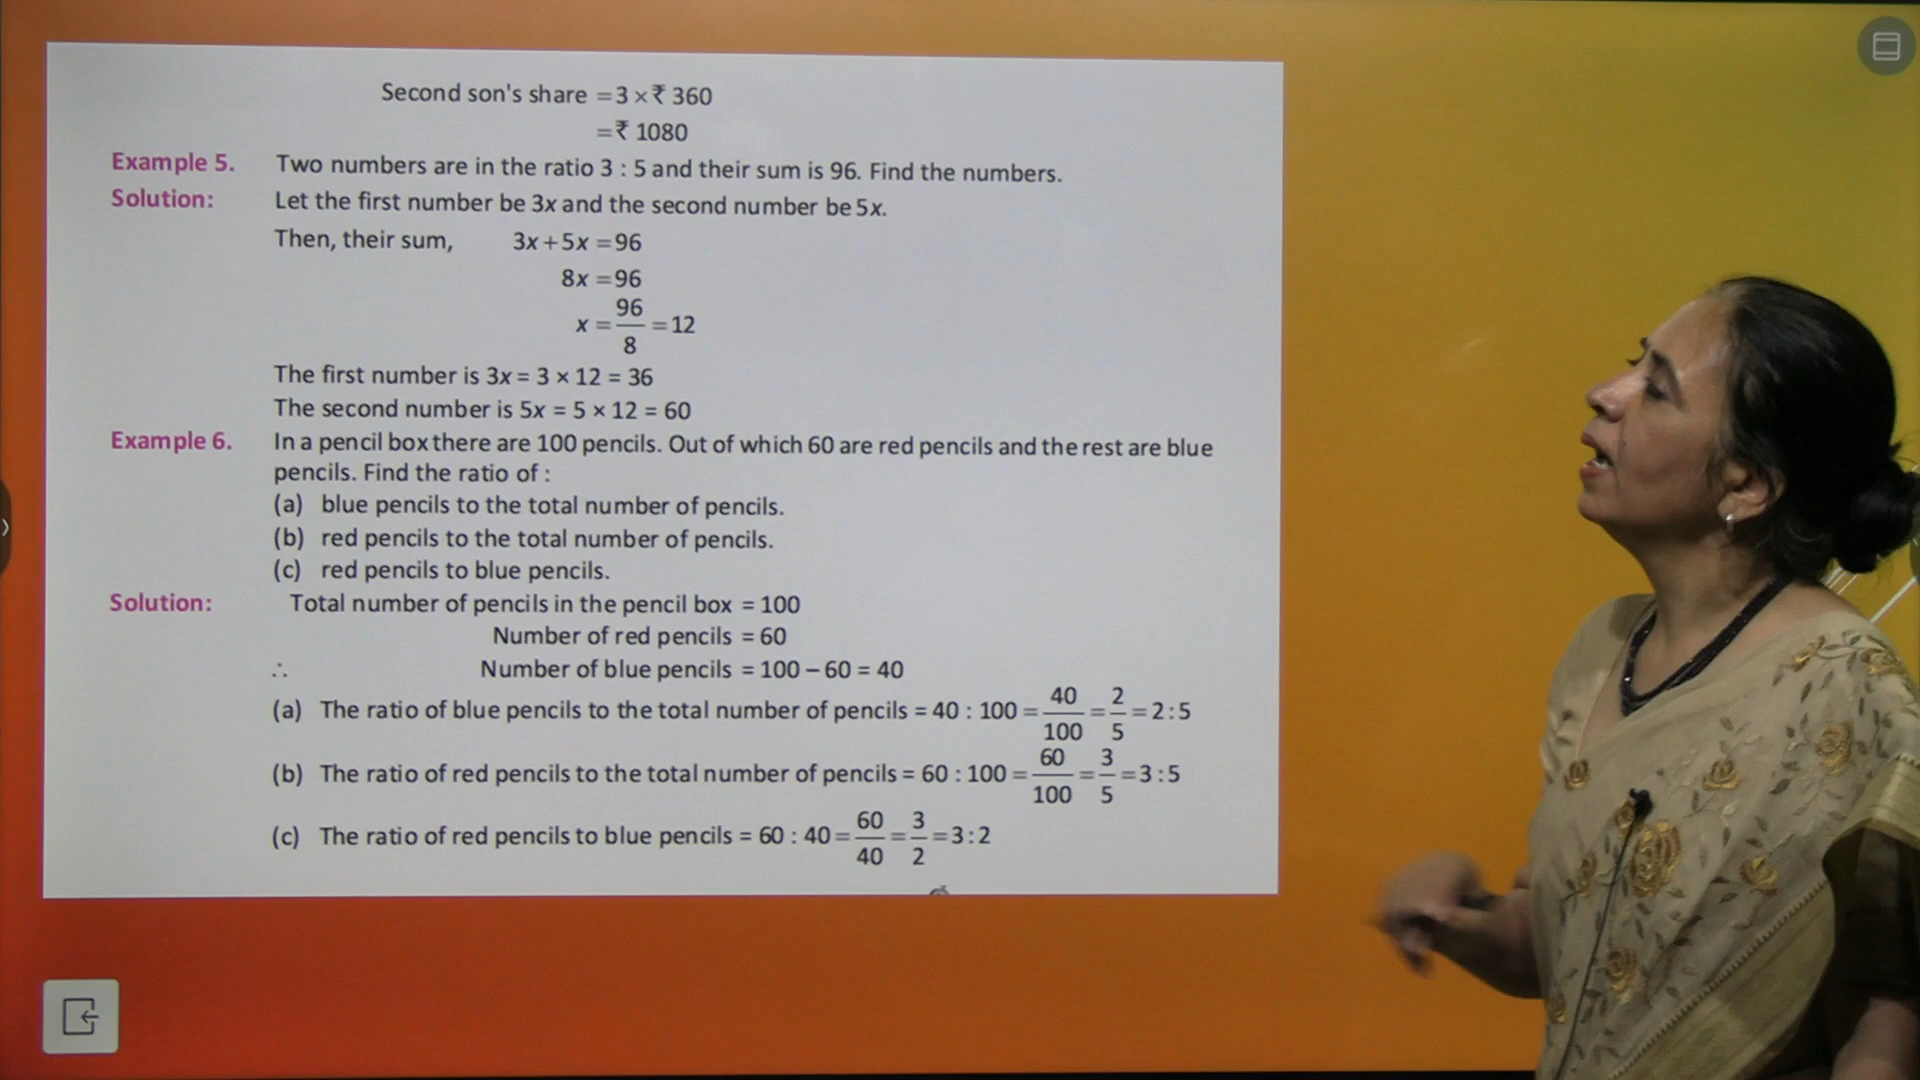 Second son's share = 3 × ₹ 360
= ₹ 1080
Example 5. Two numbers are in the ratio 3 : 5 and their sum is 96. Find the numbers.
Solution: Let the first number be 3x and the second number be 5x.
Then, their sum, 3x + 5x = 96
8x = 96
x = 96/8 = 12
The first number is 3x = 3 × 12 = 36
The second number is 5x = 5 × 12 = 60
Example 6. In a pencil box there are 100 pencils. Out of which 60 are red pencils and the rest are blue
pencils. Find the ratio of :
(a) blue pencils to the total number of pencils.
(b) red pencils to the total number of pencils.
(c) red pencils to blue pencils.
Solution: Total number of pencils in the pencil box = 100
Number of red pencils = 60
∴ Number of blue pencils = 100 – 60 = 40
(a) The ratio of blue pencils to the total number of pencils = 40 : 100 = 40/100 = 2/5 = 2 : 5
(b) The ratio of red pencils to the total number of pencils = 60 : 100 = 60/100 = 3/5 = 3 : 5
(c) The ratio of red pencils to blue pencils = 60 : 40 = 60/40 = 3/2 = 3 : 2